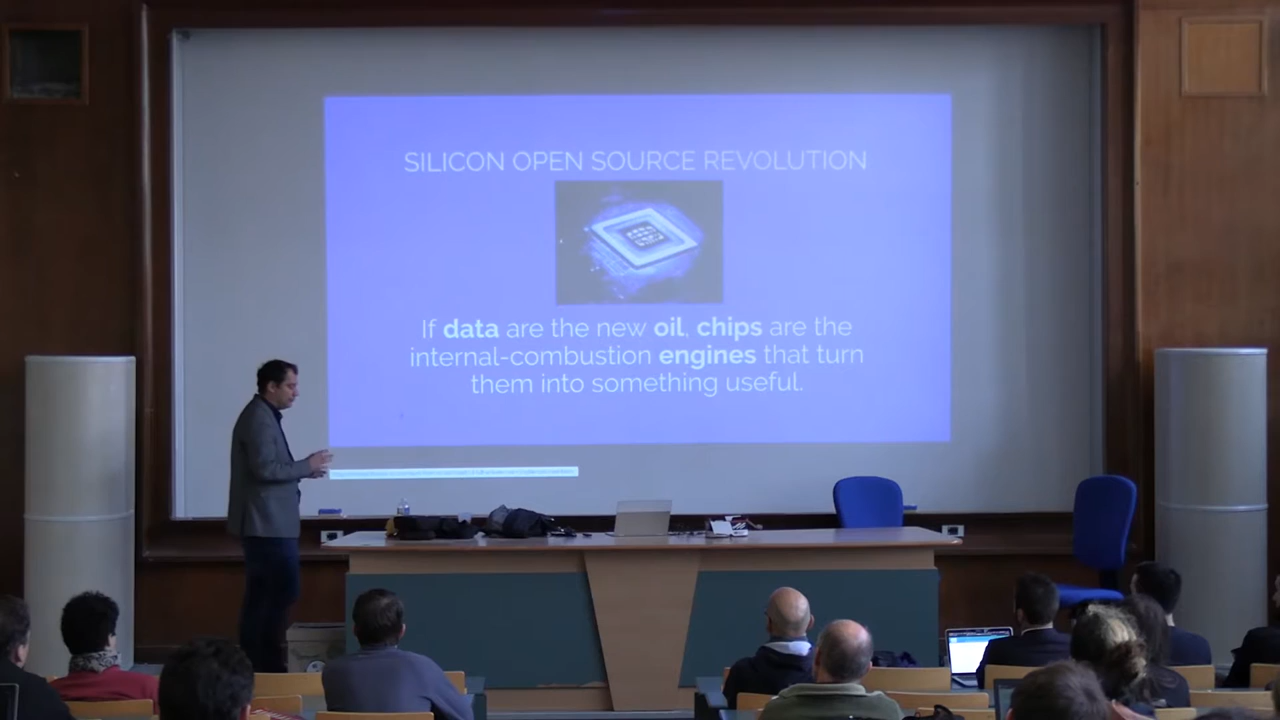 SILICON OPEN SOURCE REVOLUTION
If data are the new oil, chips are the
internal-combustion engines that turn
them into something useful.